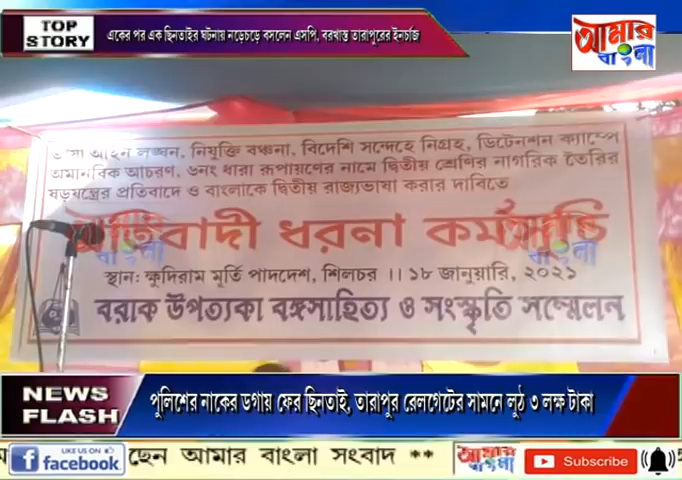 TOP STORY
একের পর এক ছিনতাইর ঘটনায় নড়েচড়ে বসলেন এসপি, বরখাস্ত তারাপুরের ইনচার্জ
আমার বাংলা
আইন লঙ্ঘন, নিযুক্তি বঞ্চনা, বিদেশি সন্দেহে নিগ্রহ, ডিটেনশন ক্যাম্পে
অমানবিক আচরণ, ৬নং ধারা রূপায়ণের নামে দ্বিতীয় শ্রেণির নাগরিক তৈরির
ষড়যন্ত্রের প্রতিবাদে ও বাংলাকে দ্বিতীয় রাজ্যভাষা করার দাবিতে
প্রতিবাদী ধরনা কর্মসূচি
স্থান: ক্ষুদিরাম মূর্তি পাদদেশ, শিলচর ।। ১৮ জানুয়ারি, ২০২১
বরাক উপত্যকা বঙ্গসাহিত্য ও সংস্কৃতি সম্মেলন
NEWS FLASH
পুলিশের নাকের ডগায় ফের ছিনতাই, তারাপুর রেলগেটের সামনে লুঠ ৩ লক্ষ টাকা
LIKE US ON
facebook
ছেন আমার বাংলা সংবাদ **
আমার বাংলা
Subscribe